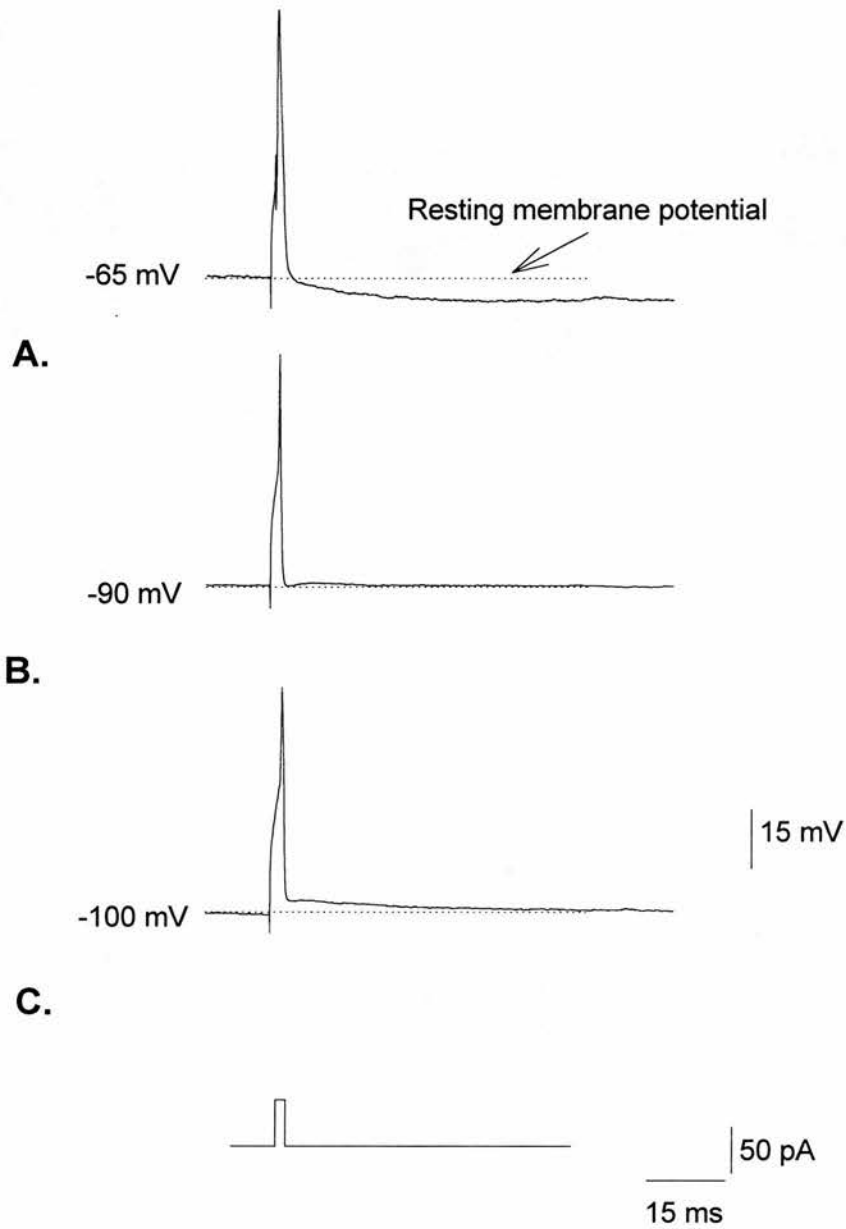 Resting membrane potential
-65 mV
A.
-90 mV
B.
15 mV
-100 mV
C.
50 pA
15 ms